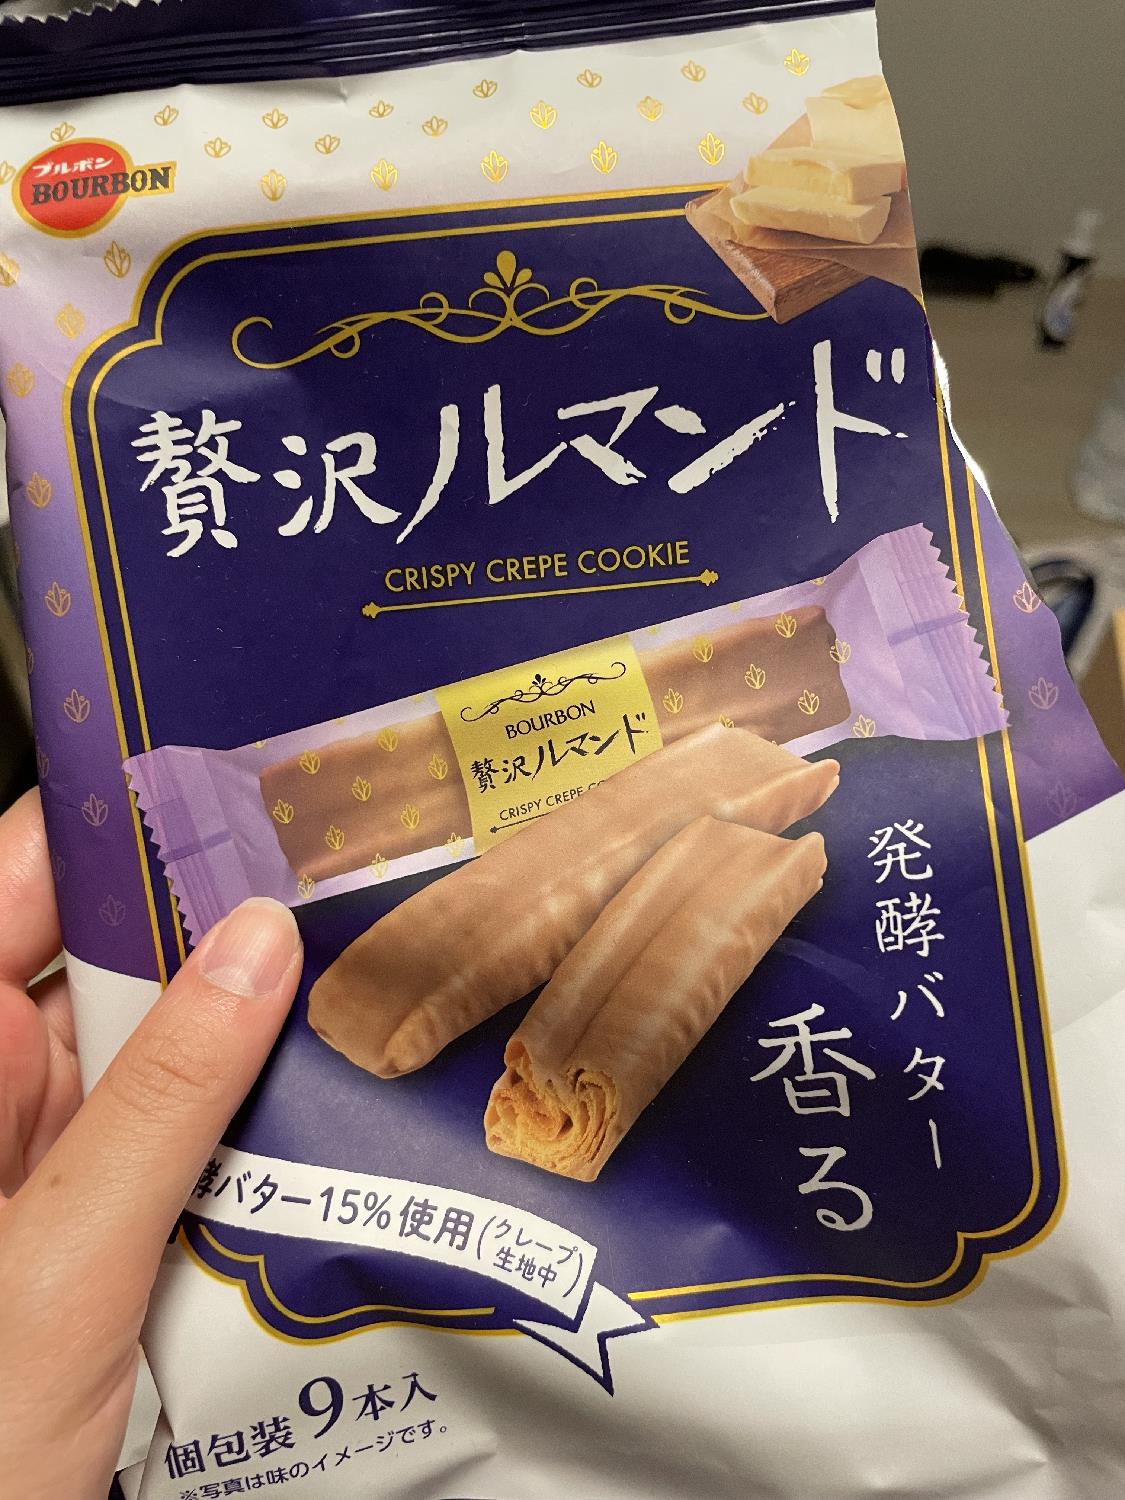 ブルボン
BOURBON
贅沢ルマンド
CRISPY CREPE COOKIE
BOURBON
贅沢ルマンド
CRISPY CREPE
発酵バター
香る
酵バター15%使用(クレープ
生地中)
個包装9本入
※写真は味のイメージです。